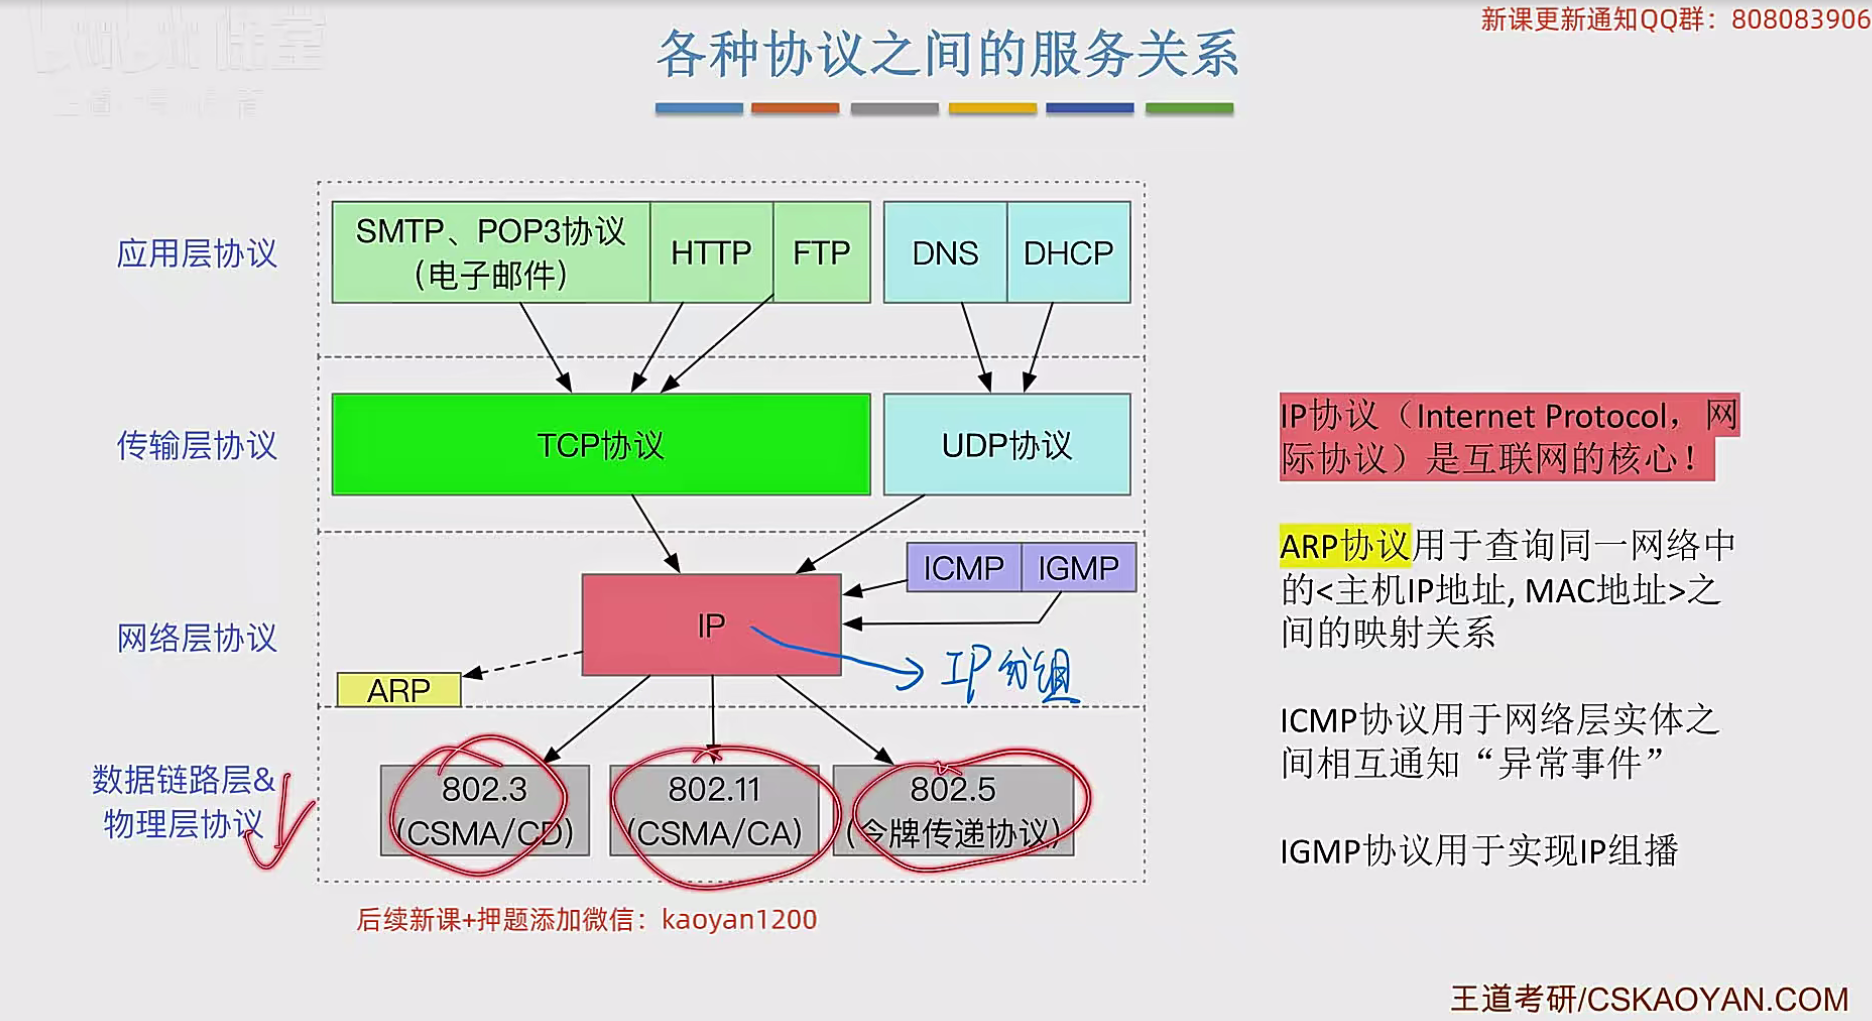 新课更新通知QQ群：808083906
各种协议之间的服务关系
应用层协议
SMTP、POP3协议
（电子邮件）
HTTP
FTP
DNS
DHCP
传输层协议
TCP协议
UDP协议
网络层协议
ICMP
IGMP
IP
IP分组
ARP
数据链路层&
物理层协议
802.3
(CSMA/CD)
802.11
(CSMA/CA)
802.5
(令牌传递协议)
IP协议（Internet Protocol，网
际协议）是互联网的核心！
ARP协议用于查询同一网络中
的<主机IP地址, MAC地址>之
间的映射关系
ICMP协议用于网络层实体之
间相互通知“异常事件”
IGMP协议用于实现IP组播
后续新课+押题添加微信：kaoyan1200
王道考研/CSKAOYAN.COM